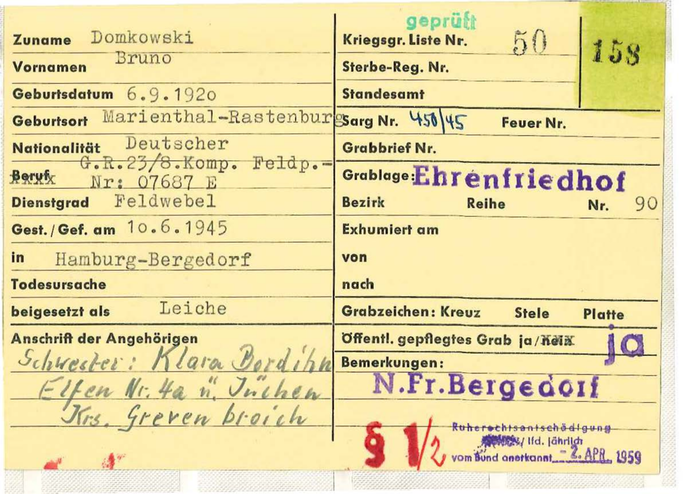 geprüft
Zuname Domkowski
Vornamen Bruno
Geburtsdatum 6.9.1920
Geburtsort Marienthal-Rastenburg
Nationalität Deutscher
G.R.23/8.Komp. Feldp.-
Beruf Nr: 07687 E
Dienstgrad Feldwebel
Gest./Gef. am 10.6.1945
in Hamburg-Bergedorf
Todesursache
beigesetzt als Leiche
Anschrift der Angehörigen
Schwester: Klara Bordihn
Elfen Nr. 4a ü. Jüchen
Krs. Grevenbroich
Kriegsgr. Liste Nr. 50
158
Sterbe-Reg. Nr.
Standesamt
Sarg Nr. 450/45 Feuer Nr.
Grabbrief Nr.
Grablage: Ehrenfriedhof
Bezirk Reihe Nr. 90
Exhumiert am
von
nach
Grabzeichen: Kreuz Stele Platte
Öffentl. gepflegtes Grab ja/nein ja
Bemerkungen:
N.Fr.Bergedorf
§ 1/2
Ruherechtsentschädigung
/ lfd. jährlich
vom Bund anerkannt - 2. APR. 1959